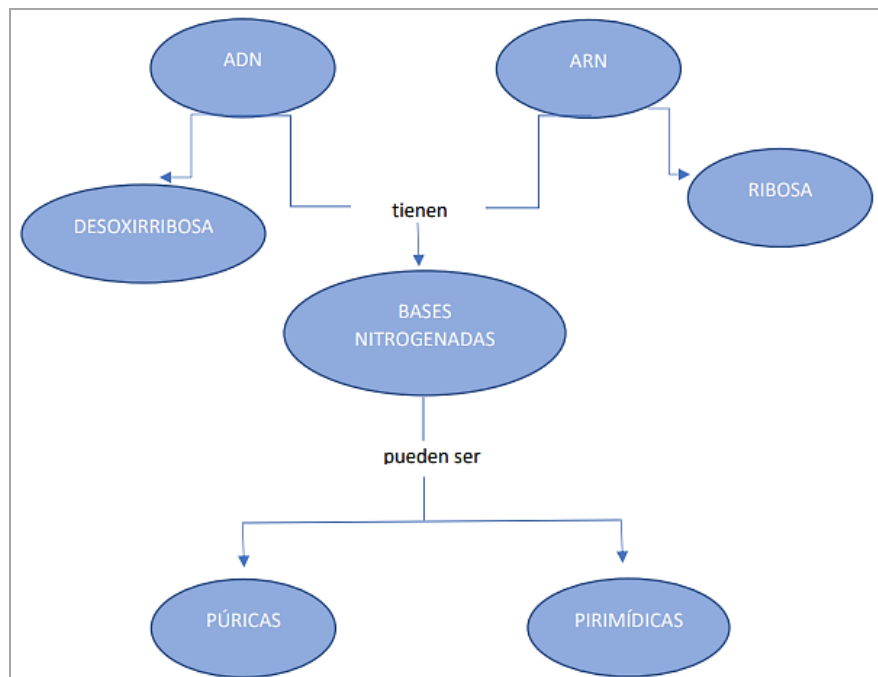 ADN
ARN
DESOXIRRIBOSA
RIBOSA
tienen
BASES
NITROGENADAS
pueden ser
PÚRICAS
PIRIMÍDICAS